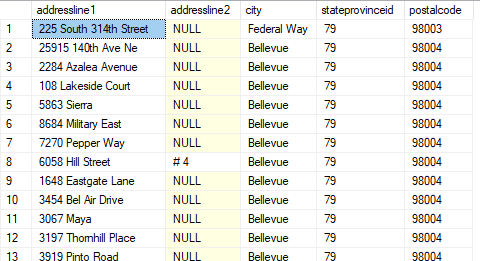 addressline1 addressline2 city stateprovinceid postalcode
1 225 South 314th Street NULL Federal Way 79 98003
2 25915 140th Ave Ne NULL Bellevue 79 98004
3 2284 Azalea Avenue NULL Bellevue 79 98004
4 108 Lakeside Court NULL Bellevue 79 98004
5 5863 Sierra NULL Bellevue 79 98004
6 8684 Military East NULL Bellevue 79 98004
7 7270 Pepper Way NULL Bellevue 79 98004
8 6058 Hill Street # 4 Bellevue 79 98004
9 1648 Eastgate Lane NULL Bellevue 79 98004
10 3454 Bel Air Drive NULL Bellevue 79 98004
11 3067 Maya NULL Bellevue 79 98004
12 3197 Thornhill Place NULL Bellevue 79 98004
13 3919 Pinto Road NULL Bellevue 79 98004